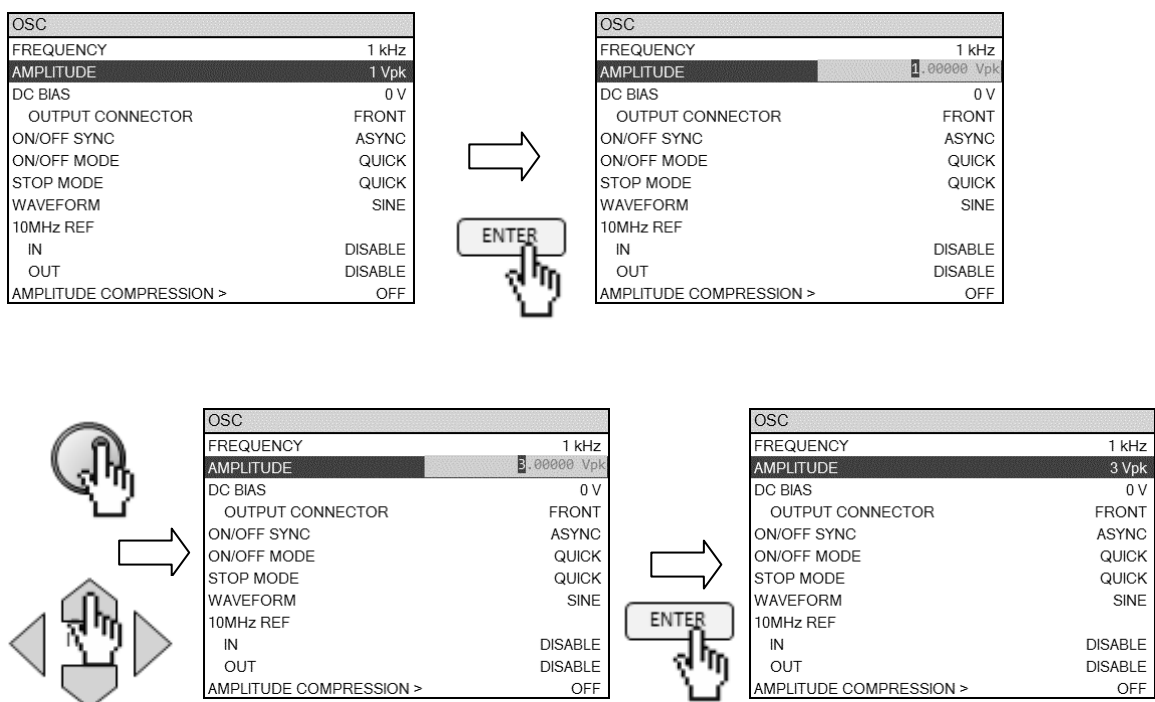 OSC
FREQUENCY 1 kHz
AMPLITUDE 1 Vpk
DC BIAS 0 V
OUTPUT CONNECTOR FRONT
ON/OFF SYNC ASYNC
ON/OFF MODE QUICK
STOP MODE QUICK
WAVEFORM SINE
10MHz REF
IN DISABLE
OUT DISABLE
AMPLITUDE COMPRESSION > OFF
ENTER
OSC
FREQUENCY 1 kHz
AMPLITUDE 1.00000 Vpk
DC BIAS 0 V
OUTPUT CONNECTOR FRONT
ON/OFF SYNC ASYNC
ON/OFF MODE QUICK
STOP MODE QUICK
WAVEFORM SINE
10MHz REF
IN DISABLE
OUT DISABLE
AMPLITUDE COMPRESSION > OFF
OSC
FREQUENCY 1 kHz
AMPLITUDE 3.00000 Vpk
DC BIAS 0 V
OUTPUT CONNECTOR FRONT
ON/OFF SYNC ASYNC
ON/OFF MODE QUICK
STOP MODE QUICK
WAVEFORM SINE
10MHz REF
IN DISABLE
OUT DISABLE
AMPLITUDE COMPRESSION > OFF
ENTER
OSC
FREQUENCY 1 kHz
AMPLITUDE 3 Vpk
DC BIAS 0 V
OUTPUT CONNECTOR FRONT
ON/OFF SYNC ASYNC
ON/OFF MODE QUICK
STOP MODE QUICK
WAVEFORM SINE
10MHz REF
IN DISABLE
OUT DISABLE
AMPLITUDE COMPRESSION > OFF